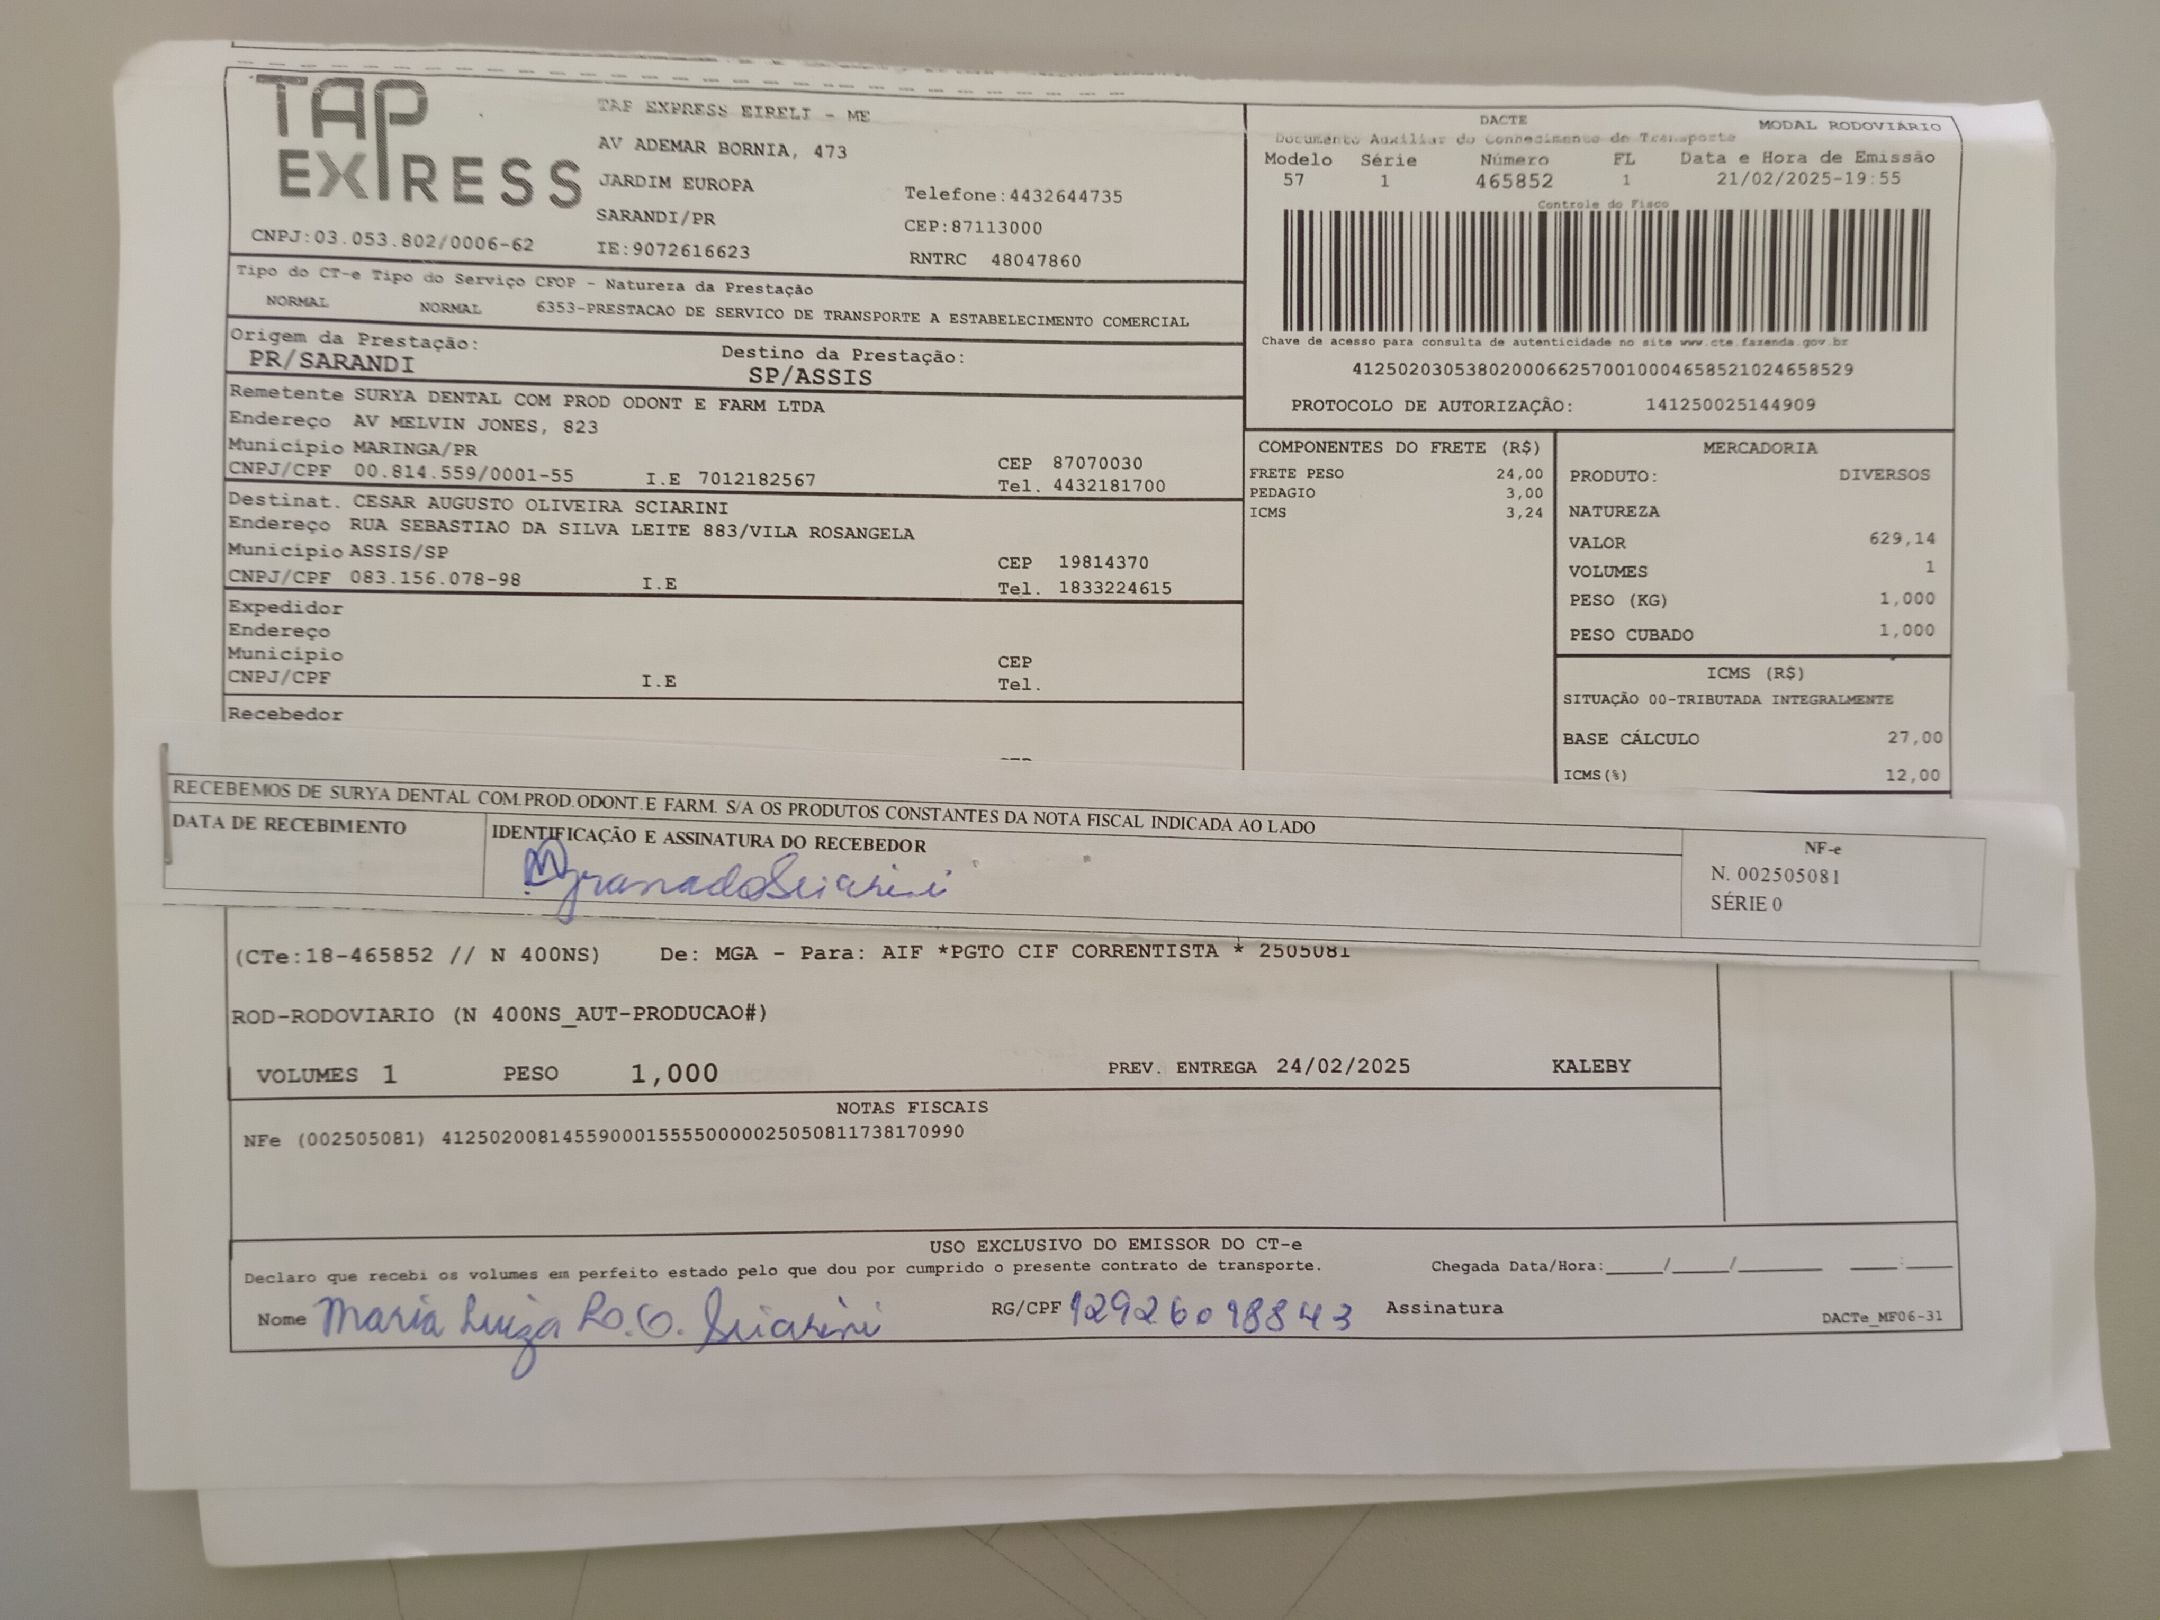 TAP EXPRESS
TAP EXPRESS EIRELI - ME
AV ADEMAR BORNIA, 473
JARDIM EUROPA
Telefone:4432644735
SARANDI/PR
CEP:87113000
CNPJ:03.053.802/0006-62
IE:9072616623
RNTRC 48047860
DACTE
MODAL RODOVIÁRIO
Documento Auxiliar do Conhecimento de Transporte
Modelo Série Número FL Data e Hora de Emissão
57 1 465852 1 21/02/2025-19:55
Controle do Fisco
Chave de acesso para consulta de autenticidade no site www.cte.fazenda.gov.br
41250203053802000662570010004658521024658529
PROTOCOLO DE AUTORIZAÇÃO: 141250025144909
Tipo do CT-e Tipo do Serviço CFOP - Natureza da Prestação
NORMAL NORMAL 6353-PRESTACAO DE SERVICO DE TRANSPORTE A ESTABELECIMENTO COMERCIAL
Origem da Prestação: Destino da Prestação:
PR/SARANDI SP/ASSIS
Remetente SURYA DENTAL COM PROD ODONT E FARM LTDA
Endereço AV MELVIN JONES, 823
Município MARINGA/PR CEP 87070030
CNPJ/CPF 00.814.559/0001-55 I.E 7012182567 Tel. 4432181700
Destinat. CESAR AUGUSTO OLIVEIRA SCIARINI
Endereço RUA SEBASTIAO DA SILVA LEITE 883/VILA ROSANGELA
Município ASSIS/SP CEP 19814370
CNPJ/CPF 083.156.078-98 I.E Tel. 1833224615
Expedidor
Endereço
Município CEP
CNPJ/CPF I.E Tel.
Recebedor
COMPONENTES DO FRETE (R$)
FRETE PESO 24,00
PEDAGIO 3,00
ICMS 3,24
MERCADORIA
PRODUTO: DIVERSOS
NATUREZA
VALOR 629,14
VOLUMES 1
PESO (KG) 1,000
PESO CUBADO 1,000
ICMS (R$)
SITUAÇÃO 00-TRIBUTADA INTEGRALMENTE
BASE CÁLCULO 27,00
ICMS(%) 12,00
RECEBEMOS DE SURYA DENTAL COM.PROD.ODONT.E FARM. S/A OS PRODUTOS CONSTANTES DA NOTA FISCAL INDICADA AO LADO
DATA DE RECEBIMENTO IDENTIFICAÇÃO E ASSINATURA DO RECEBEDOR
Sciarini
NF-e
N. 002505081
SÉRIE 0
(CTe:18-465852 // N 400NS) De: MGA - Para: AIF *PGTO CIF CORRENTISTA * 2505081
ROD-RODOVIARIO (N 400NS_AUT-PRODUCAO#)
VOLUMES 1 PESO 1,000 PREV. ENTREGA 24/02/2025 KALEBY
NOTAS FISCAIS
NFe (002505081) 41250200814559000155550000025050811738170990
USO EXCLUSIVO DO EMISSOR DO CT-e
Declaro que recebi os volumes em perfeito estado pelo que dou por cumprido o presente contrato de transporte. Chegada Data/Hora:____/____/______ ___:___
Nome Maria Luiza Sciarini RG/CPF 12926098843 Assinatura
DACTe_MF06-31